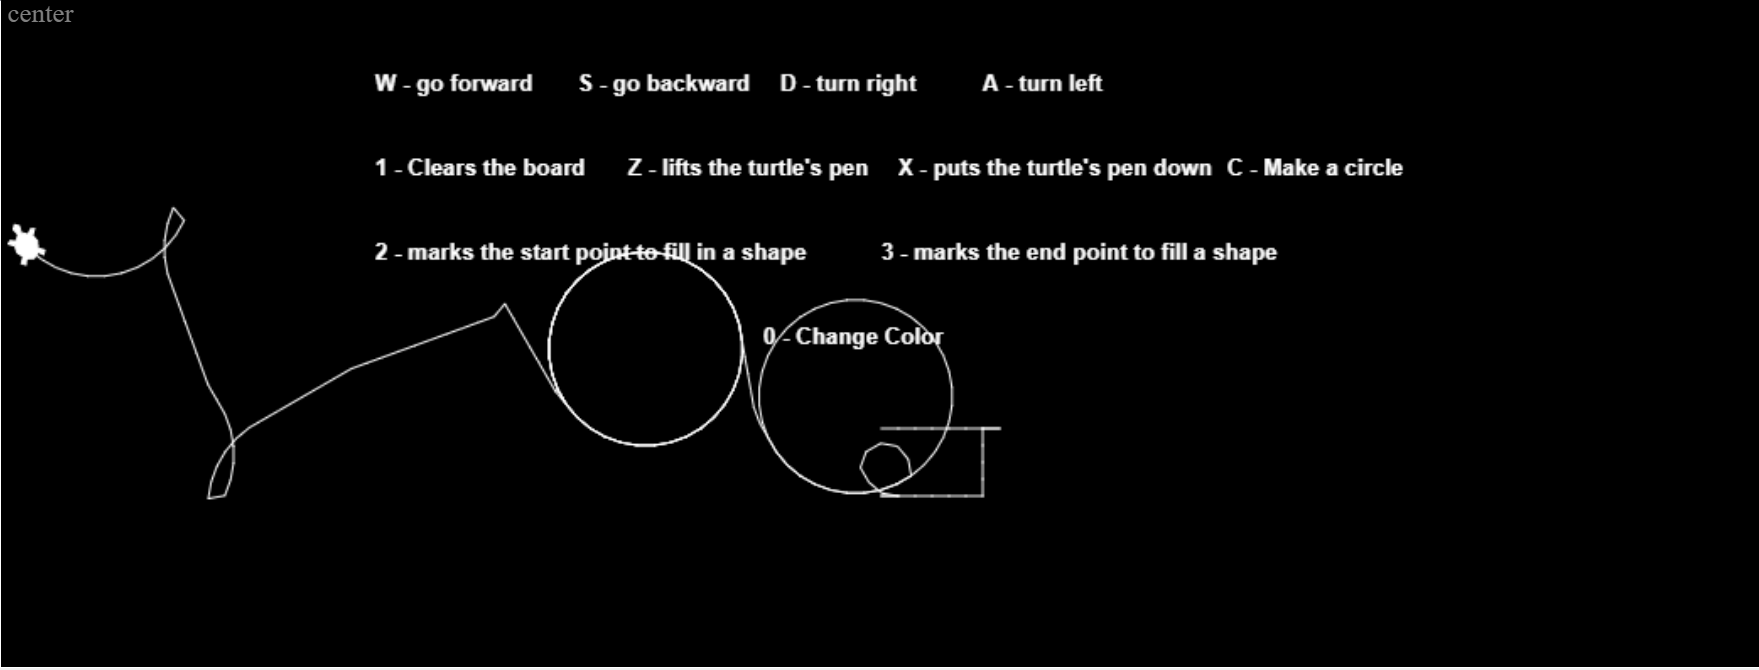 center
W - go forward S - go backward D - turn right A - turn left
1 - Clears the board Z - lifts the turtle's pen X - puts the turtle's pen down C - Make a circle
2 - marks the start point to fill in a shape 3 - marks the end point to fill a shape
0 - Change Color